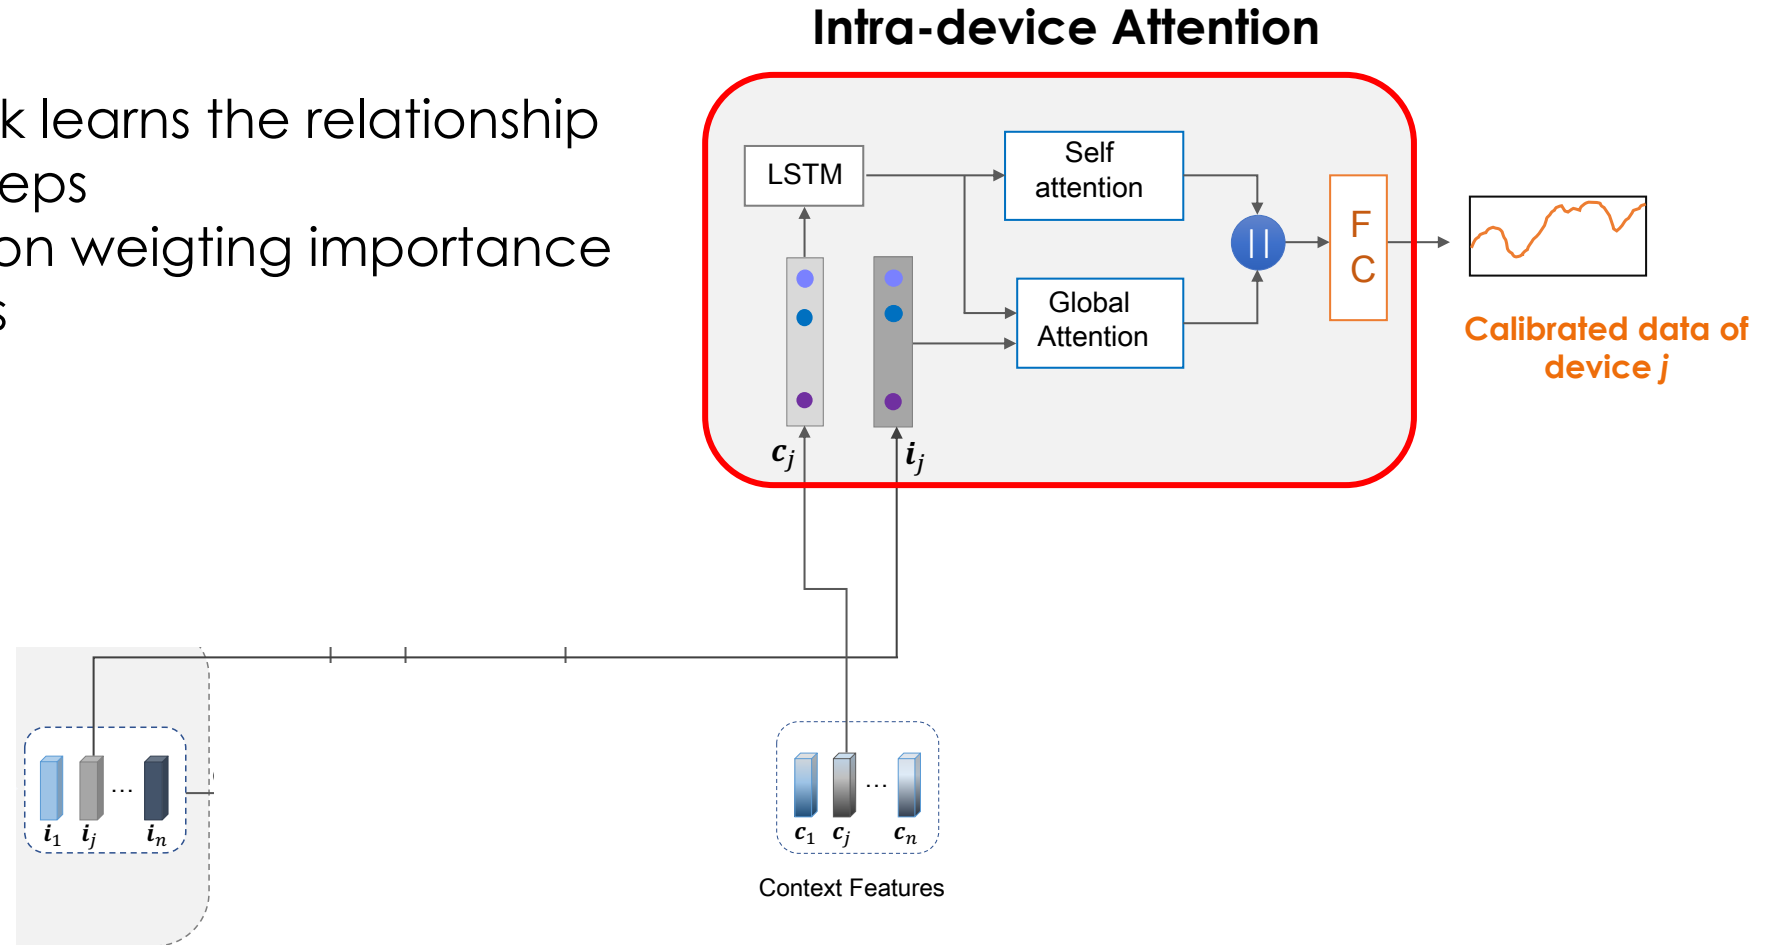 Intra-device Attention
k learns the relationship
eps
on weigting importance
s
LSTM
Self
attention
Global
Attention
||
F
C
c_j
i_j
Calibrated data of
device j
i_1 i_j ... i_n
c_1 c_j ... c_n
Context Features